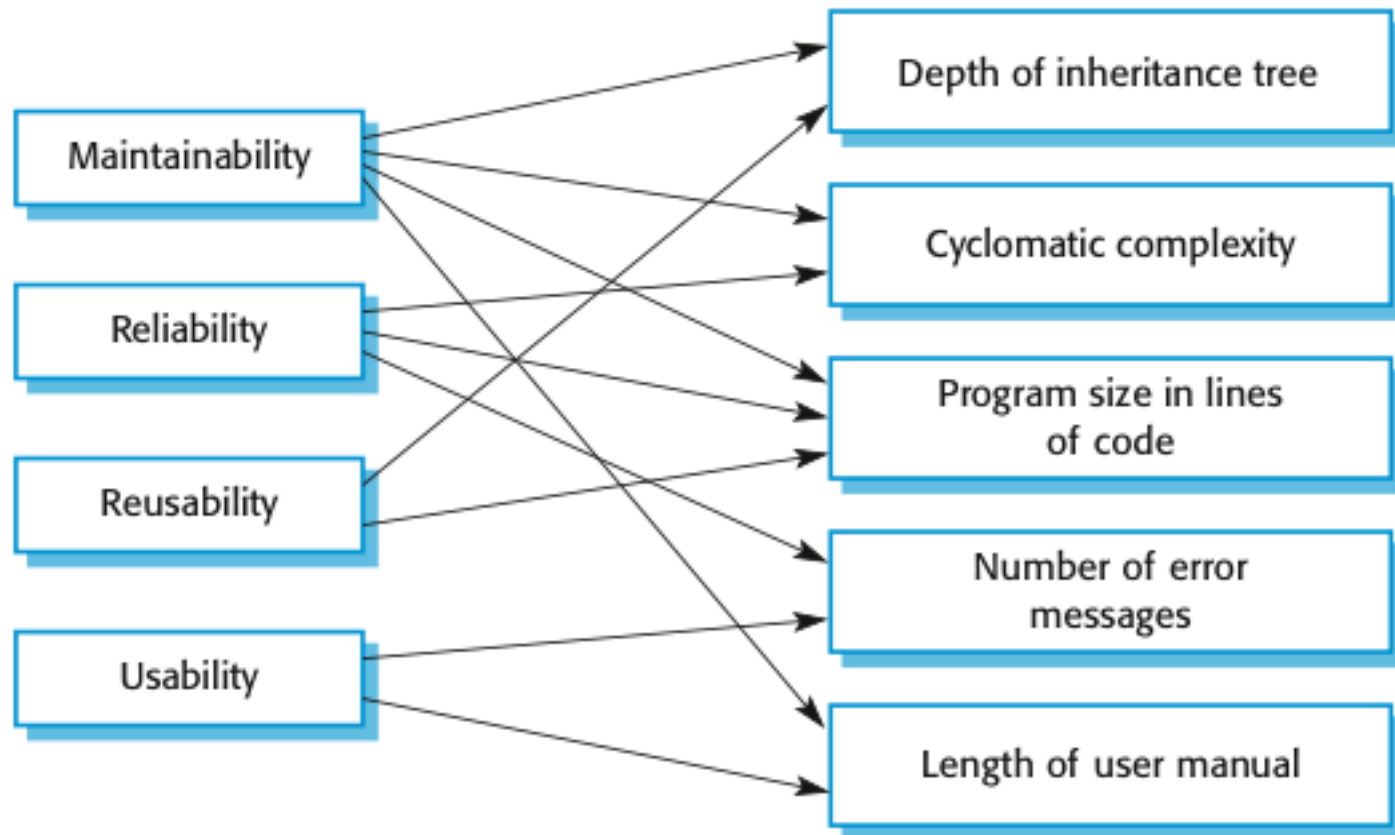 Maintainability
Reliability
Reusability
Usability
Depth of inheritance tree
Cyclomatic complexity
Program size in lines
of code
Number of error
messages
Length of user manual